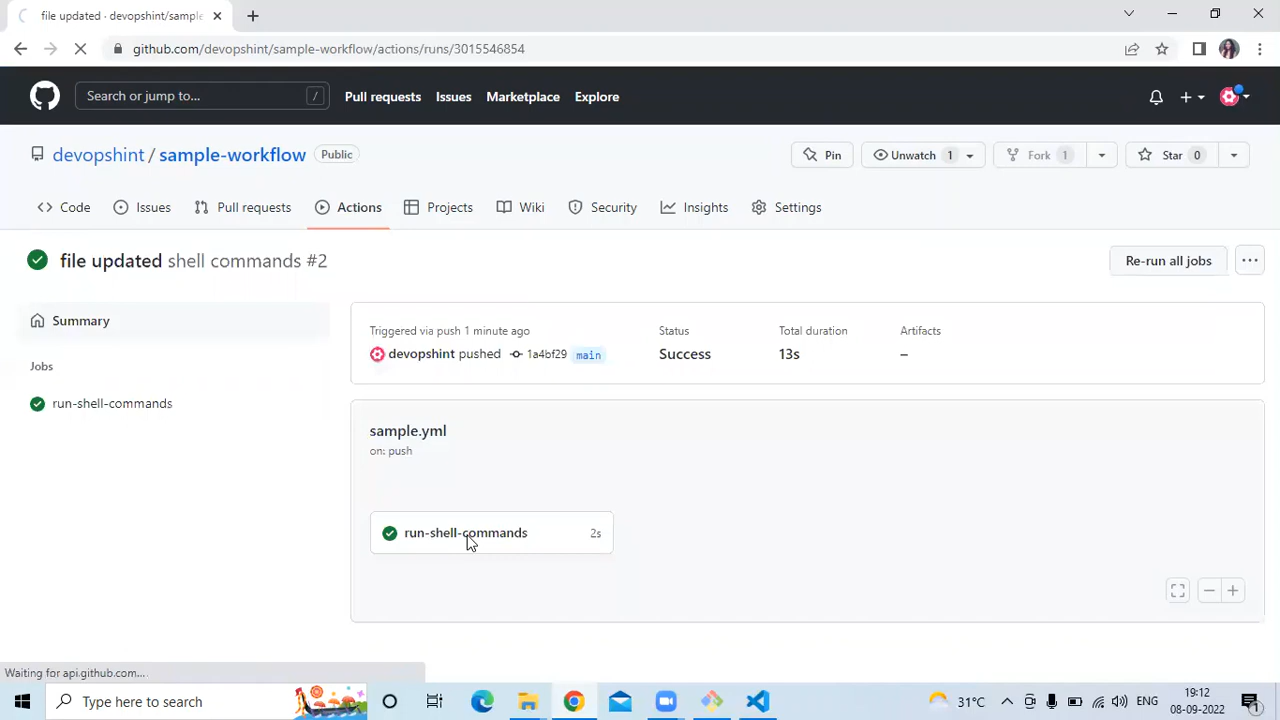 file updated · devopshint/sample
github.com/devopshint/sample-workflow/actions/runs/3015546854
Search or jump to...
/
Pull requests
Issues
Marketplace
Explore
devopshint / sample-workflow
Public
Pin
Unwatch 1
Fork 1
Star 0
Code
Issues
Pull requests
Actions
Projects
Wiki
Security
Insights
Settings
file updated shell commands #2
Re-run all jobs
Summary
Triggered via push 1 minute ago
Status
Total duration
Artifacts
devopshint pushed 1a4bf29 main
Success
13s
–
Jobs
run-shell-commands
sample.yml
on: push
run-shell-commands
2s
Waiting for api.github.com...
Type here to search
31°C
ENG
19:12
08-09-2022
1